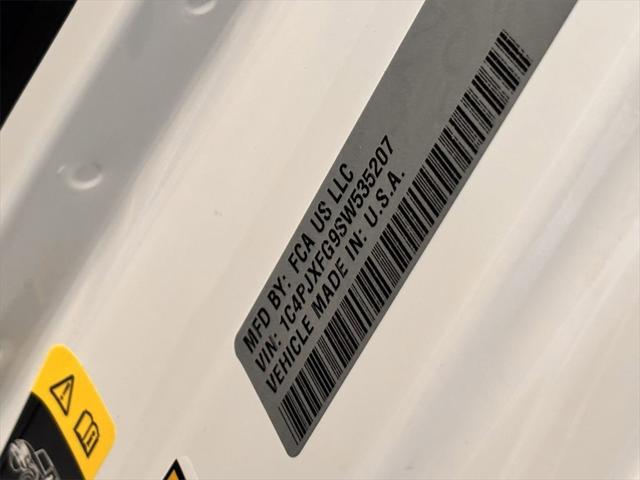 MFD BY: FCA US LLC
VIN: 1C4PJXFG9SW535207
VEHICLE MADE IN: U.S.A.